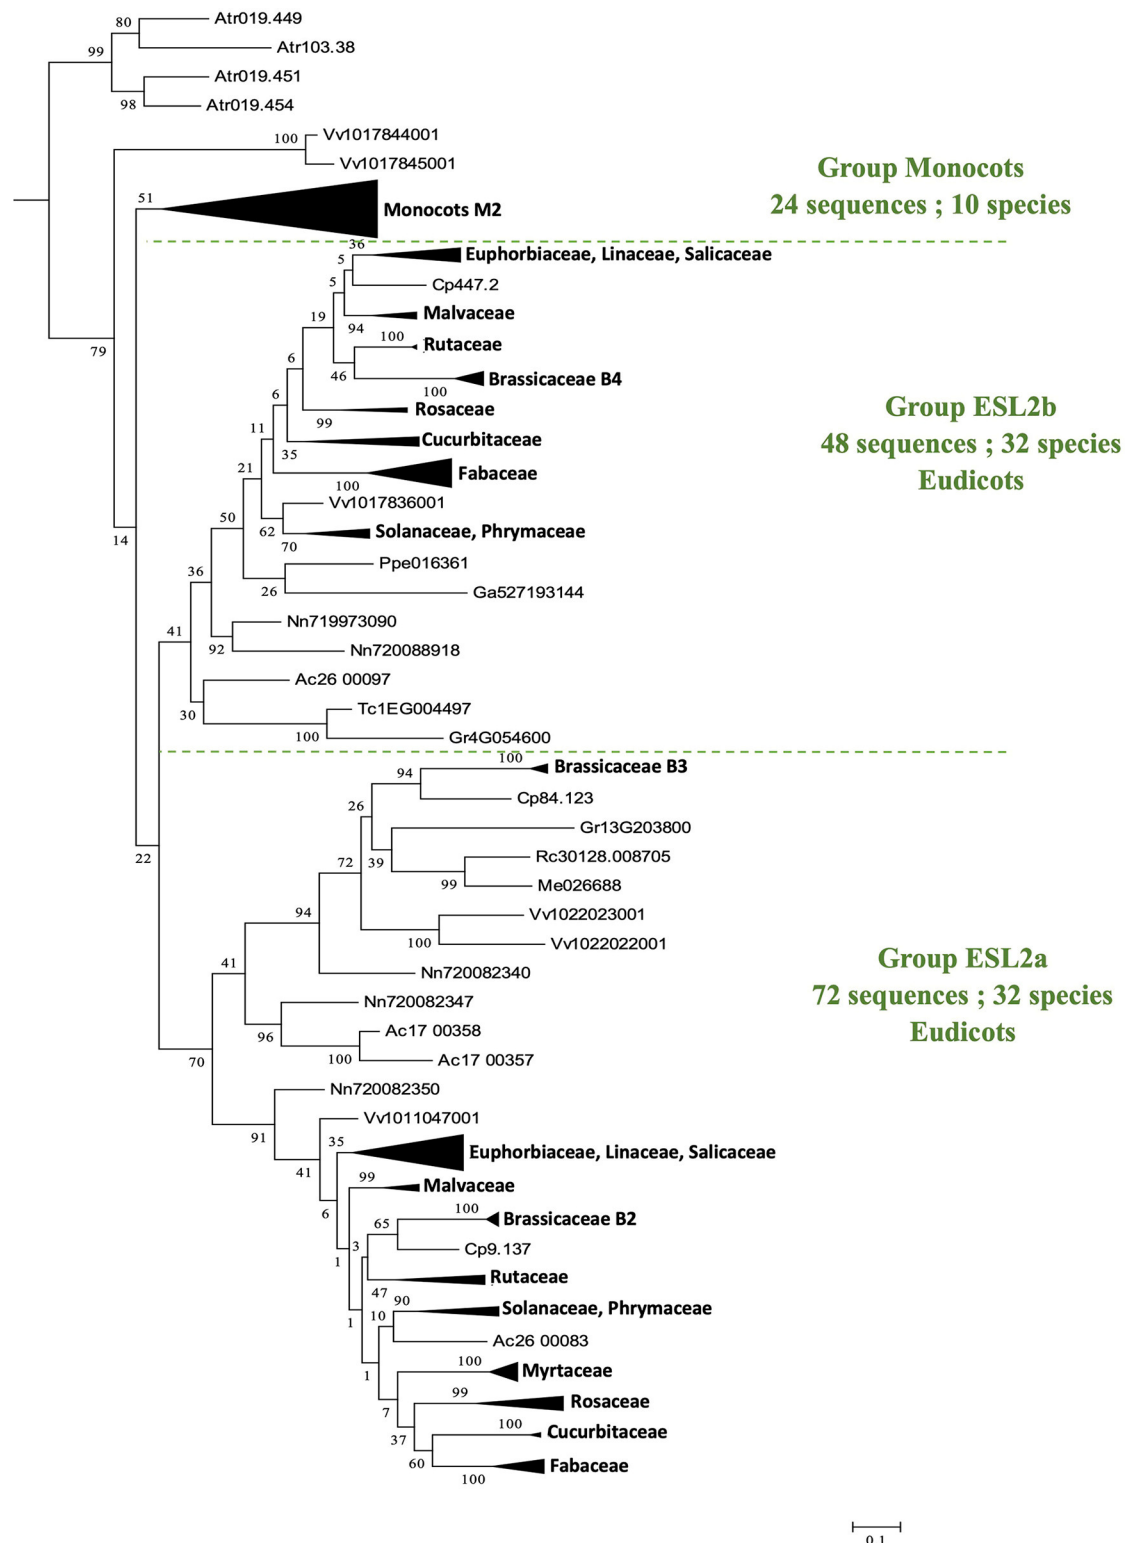 80
Atr019.449
99
Atr103.38
Atr019.451
98
Atr019.454
100
Vv1017844001
Vv1017845001
Group Monocots
24 sequences ; 10 species
51
Monocots M2
36
5
Euphorbiaceae, Linaceae, Salicaceae
5
Cp447.2
19
Malvaceae
94
100
Rutaceae
79
6
46
Brassicaceae B4
100
6
Rosaceae
99
Group ESL2b
48 sequences ; 32 species
Eudicots
11
Cucurbitaceae
35
21
Fabaceae
100
Vv1017836001
50
62
Solanaceae, Phrymaceae
70
14
Ppe016361
36
26
Ga527193144
Nn719973090
41
92
Nn720088918
Ac26 00097
30
Tc1EG004497
100
Gr4G054600
100
94
Brassicaceae B3
Cp84.123
26
Gr13G203800
22
72
39
Rc30128.008705
99
Me026688
94
Vv1022023001
100
Vv1022022001
41
Nn720082340
Group ESL2a
72 sequences ; 32 species
Eudicots
Nn720082347
96
Ac17 00358
100
Ac17 00357
70
Nn720082350
91
Vv1011047001
35
41
Euphorbiaceae, Linaceae, Salicaceae
99
Malvaceae
6
100
65
Brassicaceae B2
3
Cp9.137
1
Rutaceae
47
90
10
Solanaceae, Phrymaceae
1
Ac26 00083
100
1
Myrtaceae
99
7
Rosaceae
100
37
Cucurbitaceae
60
Fabaceae
100
0.1